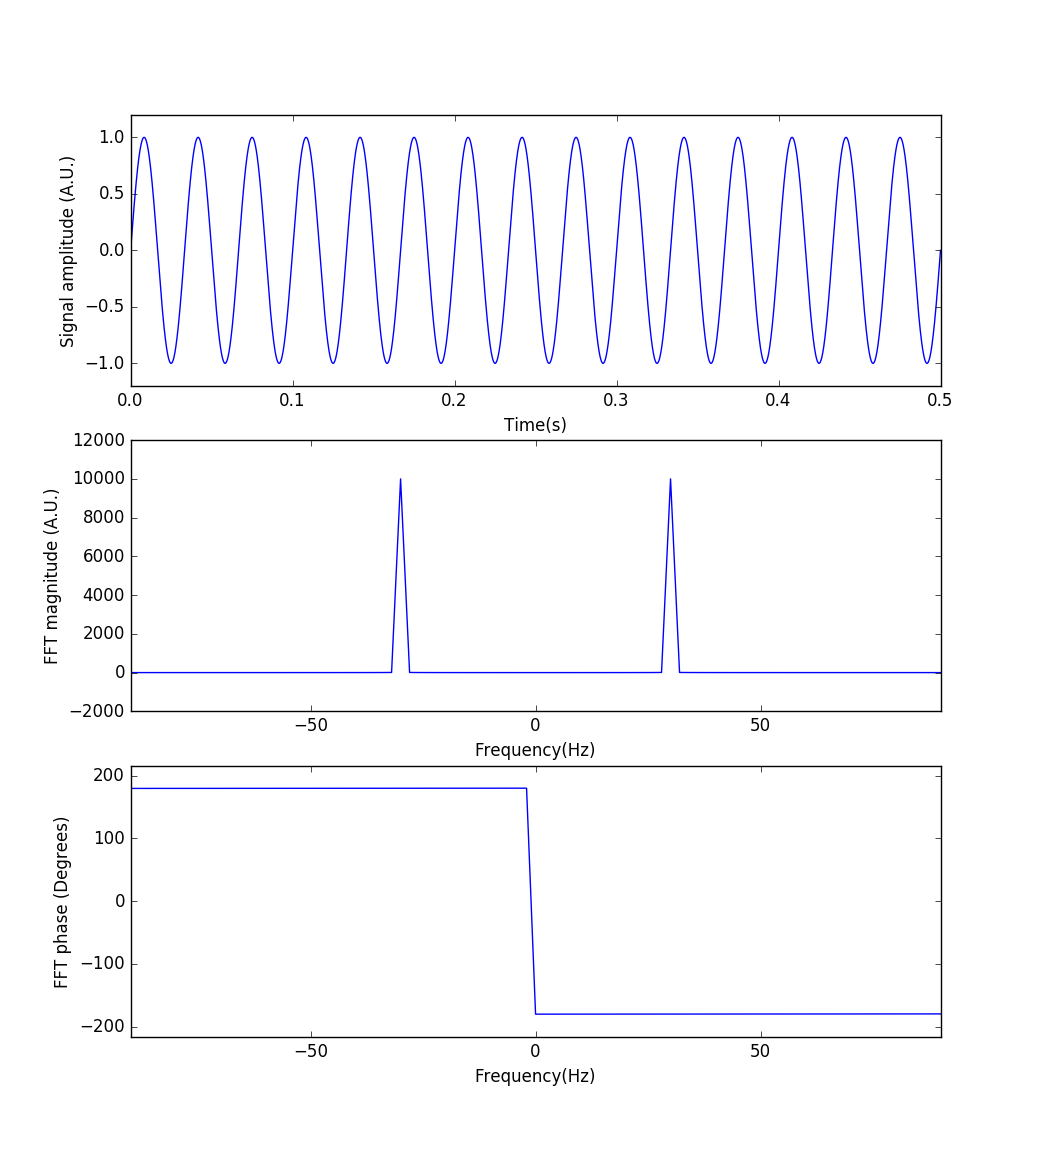 Signal amplitude (A.U.)
1.0
0.5
0.0
−0.5
−1.0
0.0 0.1 0.2 0.3 0.4 0.5
Time(s)
FFT magnitude (A.U.)
12000
10000
8000
6000
4000
2000
0
−2000
−50 0 50
Frequency(Hz)
FFT phase (Degrees)
200
100
0
−100
−200
−50 0 50
Frequency(Hz)